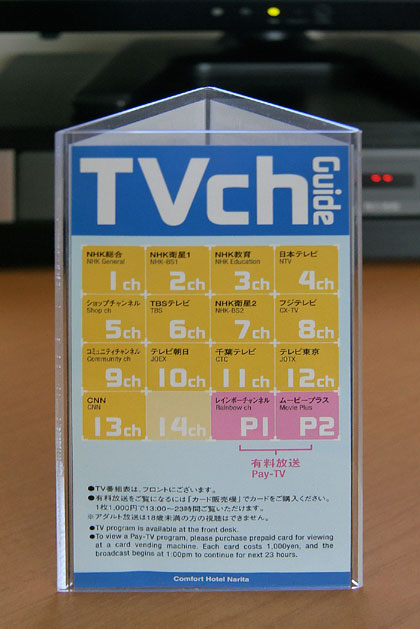 TVch Guide
NHK総合 NHK衛星1 NHK教育 日本テレビ
NHK General NHK-BS1 NHK Education NTV
1ch 2ch 3ch 4ch
ショップチャンネル TBSテレビ NHK衛星2 フジテレビ
Shop ch TBS NHK-BS2 CX-TV
5ch 6ch 7ch 8ch
コミュニティチャンネル テレビ朝日 千葉テレビ テレビ東京
Community ch JOEX CTC JOTX
9ch 10ch 11ch 12ch
CNN レインボーチャンネル ムービープラス
CNN Rainbow ch Movie Plus
13ch 14ch P1 P2
有料放送
Pay-TV
●TV番組表は、フロントにございます。
●有料放送をご覧になるには「カード販売機」でカードをご購入ください。
1枚1,000円で13:00〜23時間ご覧いただけます。
※アダルト放送は18歳未満の方の視聴はできません。
●TV program is available at the front desk.
●To view a Pay-TV program, please purchase prepaid card for viewing
at a card vending machine. Each card costs 1,000yen, and the
broadcast begins at 1:00pm to continue for next 23 hours.
Comfort Hotel Narita